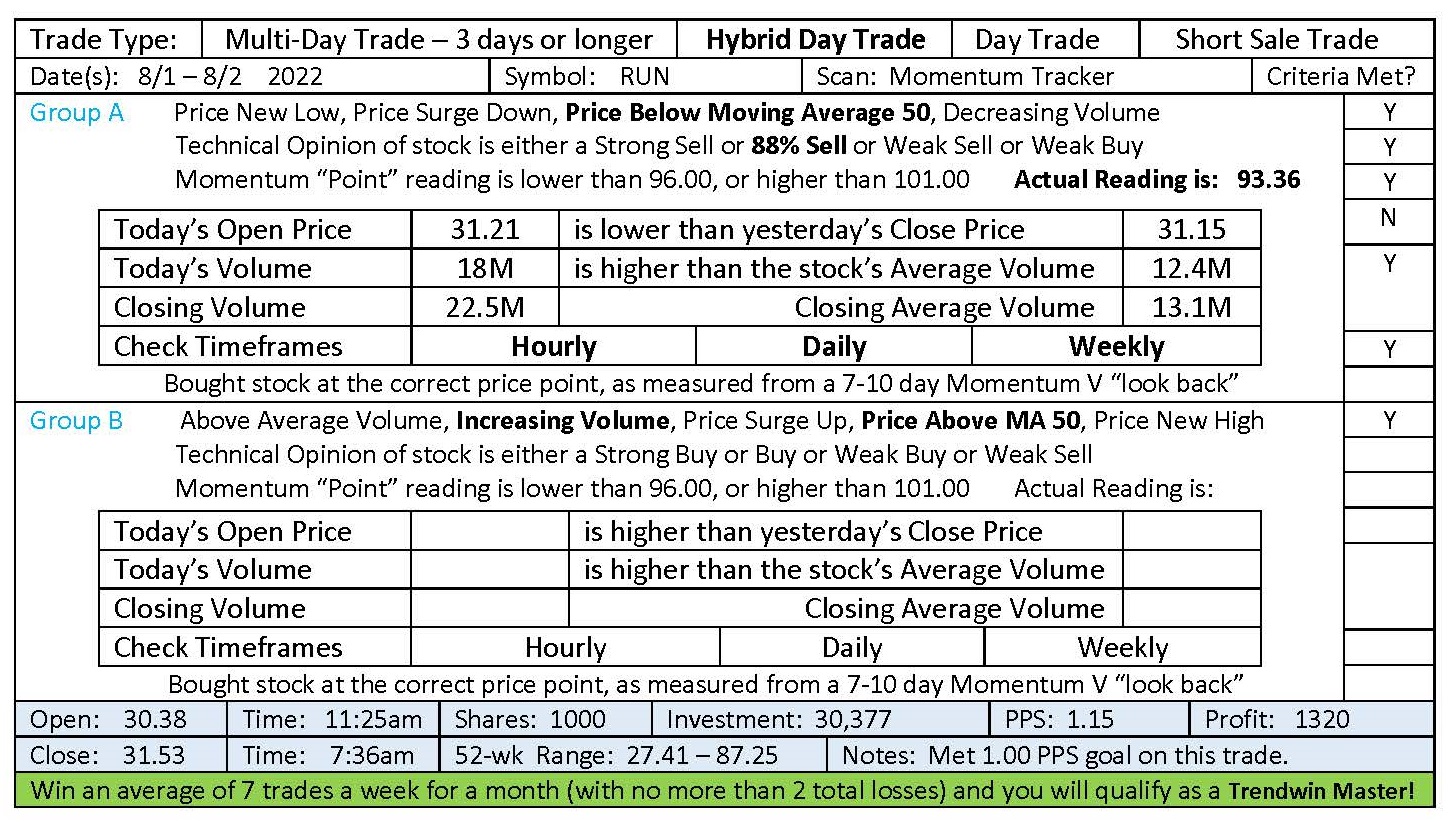 Trade Type: Multi-Day Trade – 3 days or longer Hybrid Day Trade Day Trade Short Sale Trade
Date(s): 8/1 – 8/2 2022 Symbol: RUN Scan: Momentum Tracker Criteria Met?
Group A Price New Low, Price Surge Down, Price Below Moving Average 50, Decreasing Volume Y
Technical Opinion of stock is either a Strong Sell or 88% Sell or Weak Sell or Weak Buy Y
Momentum “Point” reading is lower than 96.00, or higher than 101.00 Actual Reading is: 93.36 Y
Today’s Open Price 31.21 is lower than yesterday’s Close Price 31.15 N
Today’s Volume 18M is higher than the stock’s Average Volume 12.4M Y
Closing Volume 22.5M Closing Average Volume 13.1M
Check Timeframes Hourly Daily Weekly Y
Bought stock at the correct price point, as measured from a 7-10 day Momentum V “look back”
Group B Above Average Volume, Increasing Volume, Price Surge Up, Price Above MA 50, Price New High Y
Technical Opinion of stock is either a Strong Buy or Buy or Weak Buy or Weak Sell
Momentum “Point” reading is lower than 96.00, or higher than 101.00 Actual Reading is:
Today’s Open Price is higher than yesterday’s Close Price
Today’s Volume is higher than the stock’s Average Volume
Closing Volume Closing Average Volume
Check Timeframes Hourly Daily Weekly
Bought stock at the correct price point, as measured from a 7-10 day Momentum V “look back”
Open: 30.38 Time: 11:25am Shares: 1000 Investment: 30,377 PPS: 1.15 Profit: 1320
Close: 31.53 Time: 7:36am 52-wk Range: 27.41 – 87.25 Notes: Met 1.00 PPS goal on this trade.
Win an average of 7 trades a week for a month (with no more than 2 total losses) and you will qualify as a Trendwin Master!